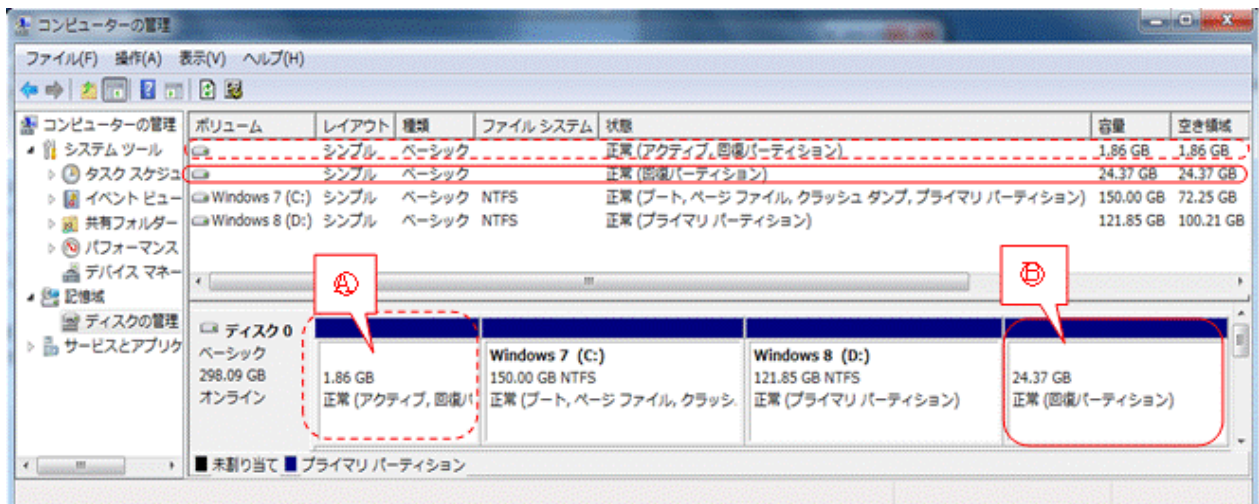 コンピューターの管理
ファイル(F) 操作(A) 表示(V) ヘルプ(H)
コンピューターの管理
システム ツール
タスク スケジュ
イベント ビュー
共有フォルダー
パフォーマンス
デバイス マネー
記憶域
ディスクの管理
サービスとアプリケ
ボリューム レイアウト 種類 ファイル システム 状態 容量 空き領域
シンプル ベーシック 正常 (アクティブ, 回復パーティション) 1.86 GB 1.86 GB
シンプル ベーシック 正常 (回復パーティション) 24.37 GB 24.37 GB
Windows 7 (C:) シンプル ベーシック NTFS 正常 (ブート, ページ ファイル, クラッシュ ダンプ, プライマリ パーティション) 150.00 GB 72.25 GB
Windows 8 (D:) シンプル ベーシック NTFS 正常 (プライマリ パーティション) 121.85 GB 100.21 GB
Ⓐ
Ⓑ
ディスク 0
ベーシック
298.09 GB
オンライン
1.86 GB
正常 (アクティブ, 回復パ
Windows 7 (C:)
150.00 GB NTFS
正常 (ブート, ページ ファイル, クラッシ
Windows 8 (D:)
121.85 GB NTFS
正常 (プライマリ パーティション)
24.37 GB
正常 (回復パーティション)
未割り当て プライマリ パーティション